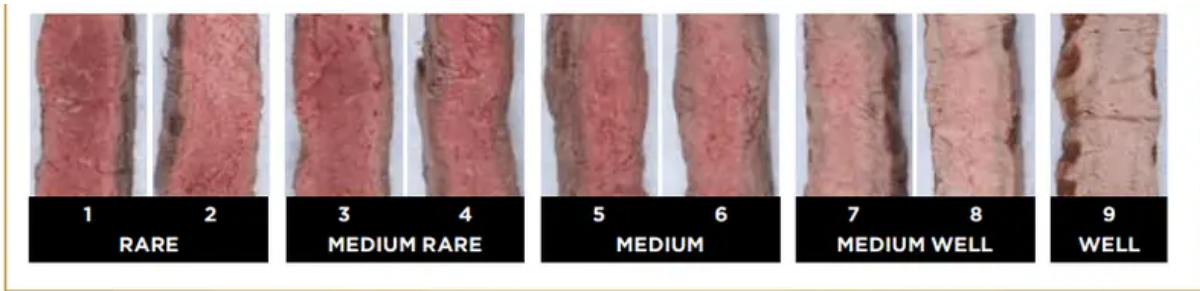 1 2
RARE
3 4
MEDIUM RARE
5 6
MEDIUM
7 8
MEDIUM WELL
9
WELL